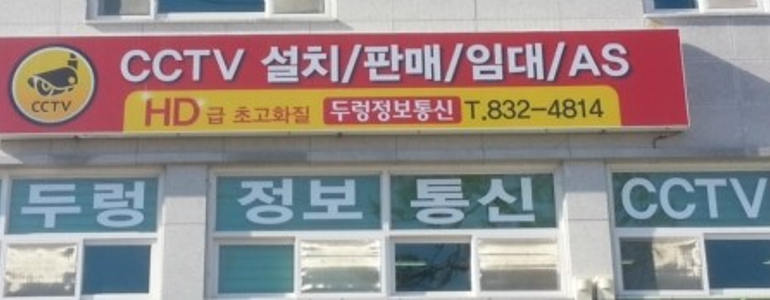 CCTV 설치/판매/임대/AS
CCTV
HD급 초고화질 두렁정보통신 T.832-4814
두렁 정보 통신 CCTV